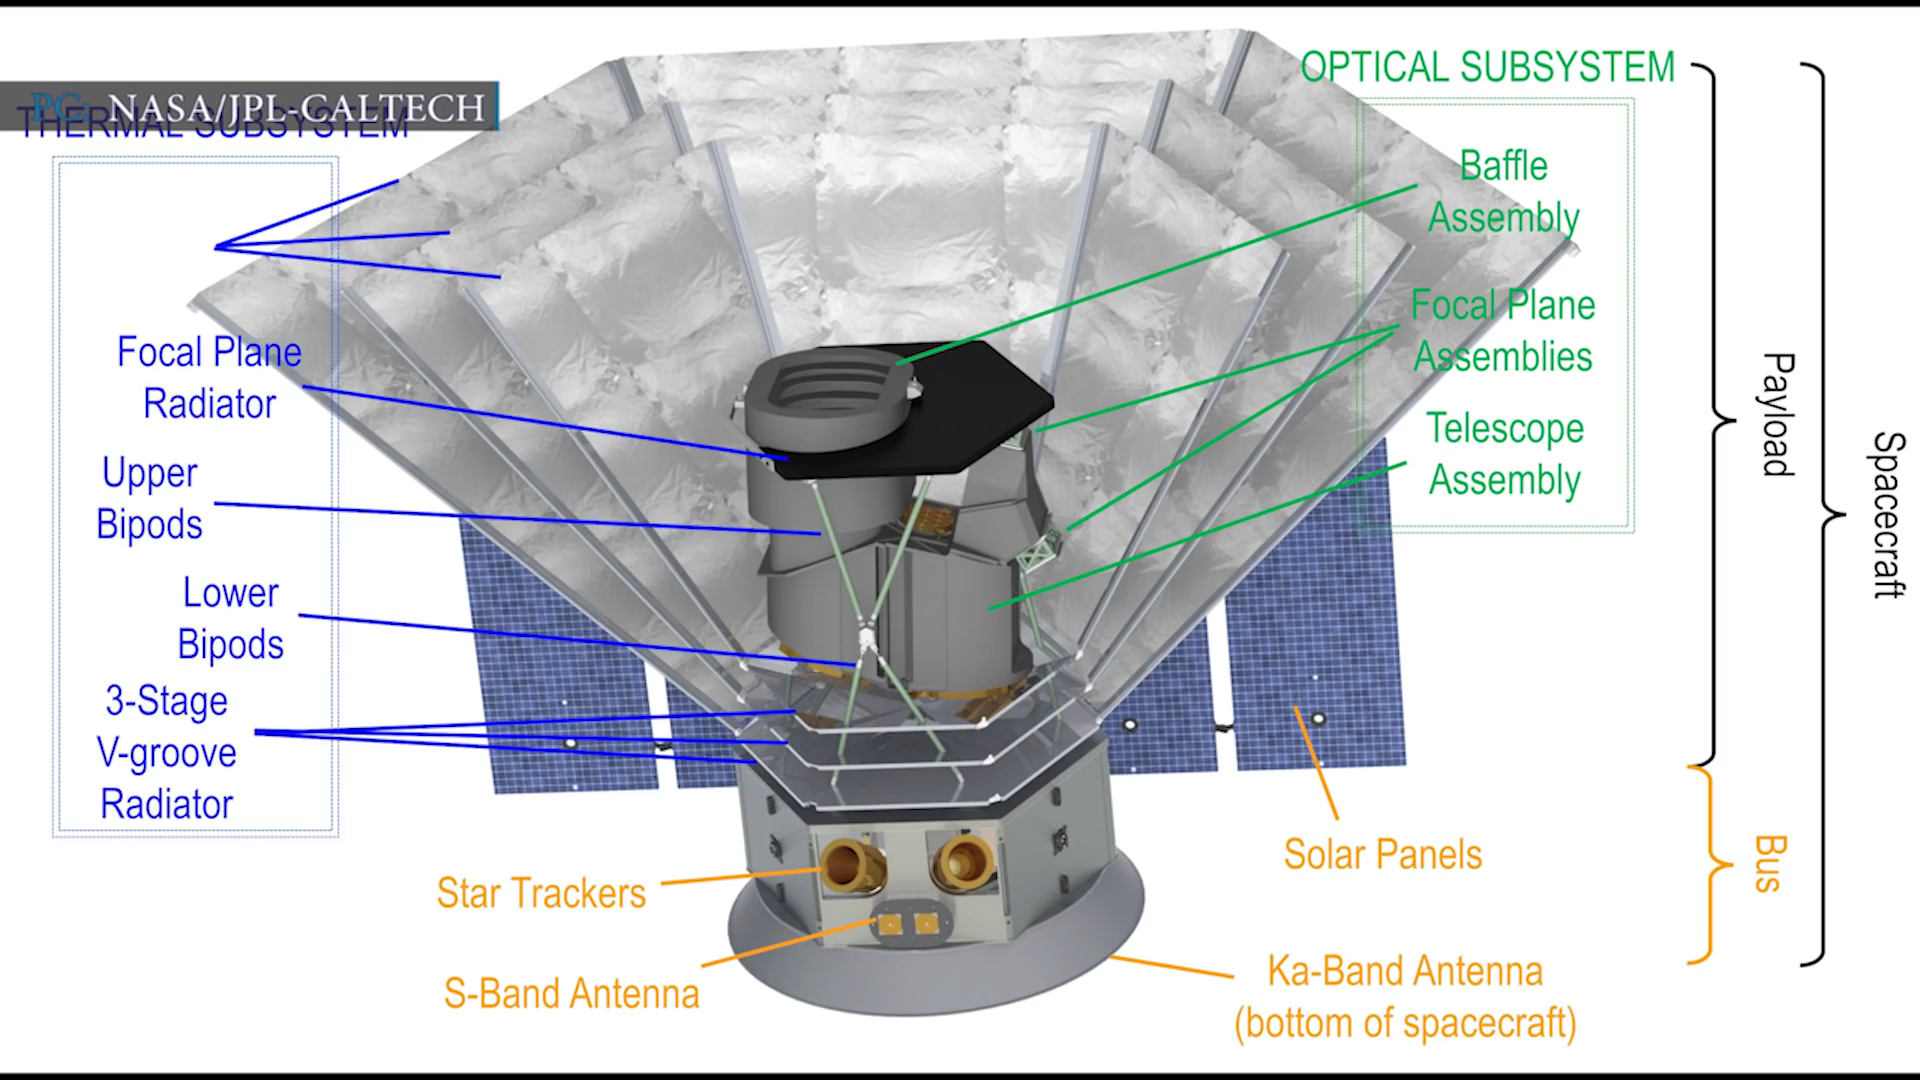 OPTICAL SUBSYSTEM
PC: NASA/JPL-CALTECH
THERMAL SUBSYSTEM
Baffle
Assembly
Focal Plane
Assemblies
Telescope
Assembly
Focal Plane
Radiator
Upper
Bipods
Lower
Bipods
3-Stage
V-groove
Radiator
Payload
Spacecraft
Bus
Solar Panels
Star Trackers
S-Band Antenna
Ka-Band Antenna
(bottom of spacecraft)